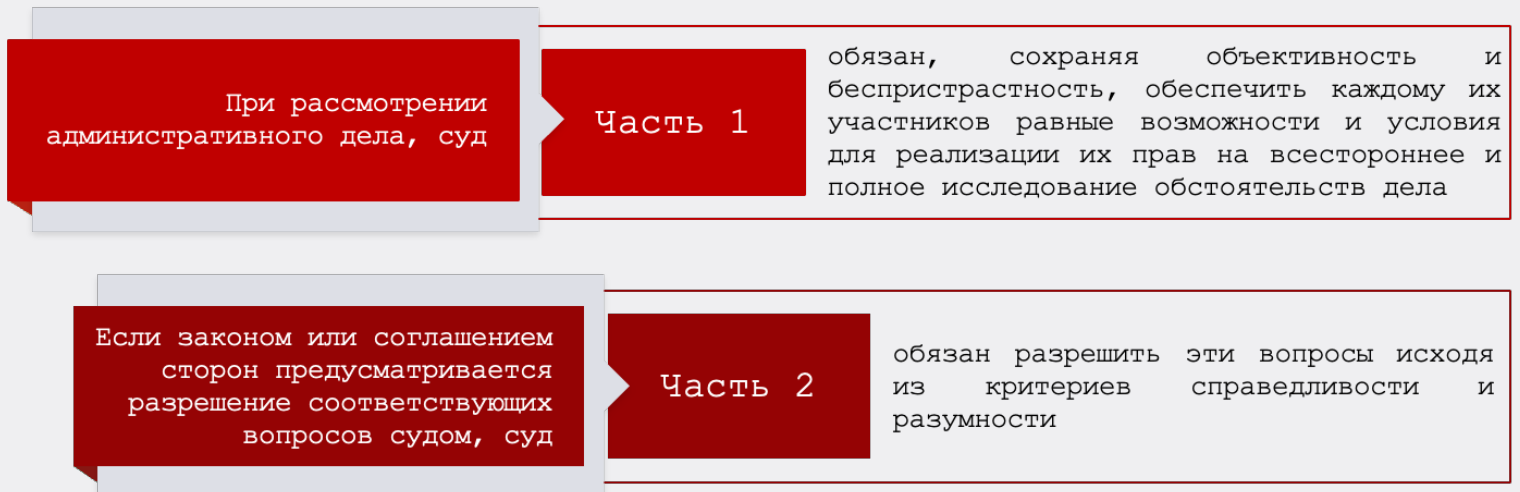 При рассмотрении
административного дела, суд
Часть 1
обязан, сохраняя объективность и
беспристрастность, обеспечить каждому их
участников равные возможности и условия
для реализации их прав на всестороннее и
полное исследование обстоятельств дела
Если законом или соглашением
сторон предусматривается
разрешение соответствующих
вопросов судом, суд
Часть 2
обязан разрешить эти вопросы исходя
из критериев справедливости и
разумности